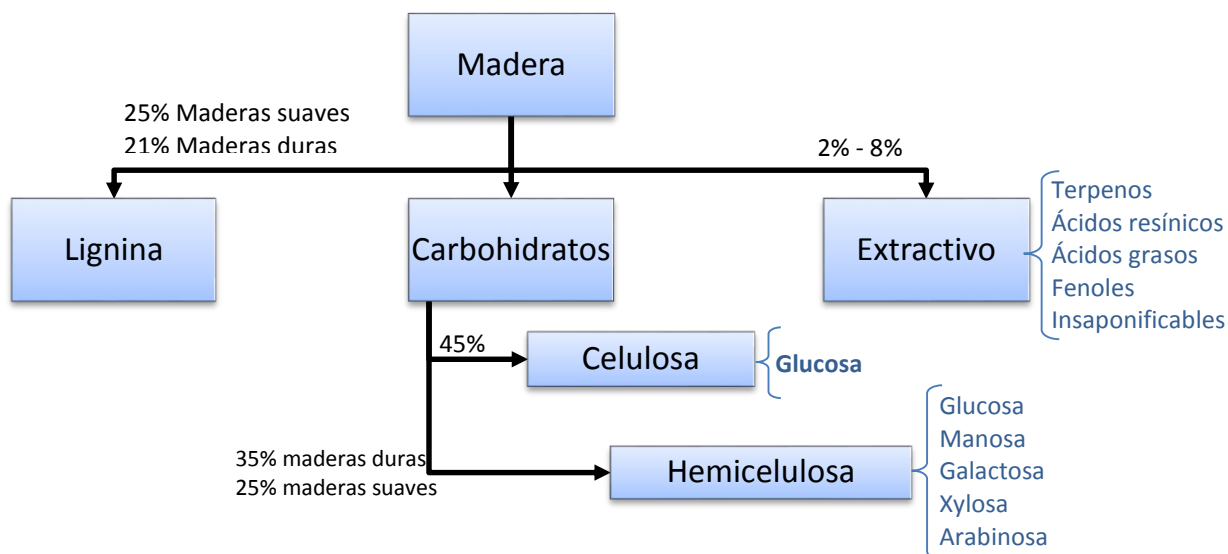 Madera
25% Maderas suaves
21% Maderas duras
2% - 8%
Lignina
Carbohidratos
Extractivo
Terpenos
Ácidos resínicos
Ácidos grasos
Fenoles
Insaponificables
45%
Celulosa
Glucosa
35% maderas duras
25% maderas suaves
Hemicelulosa
Glucosa
Manosa
Galactosa
Xylosa
Arabinosa